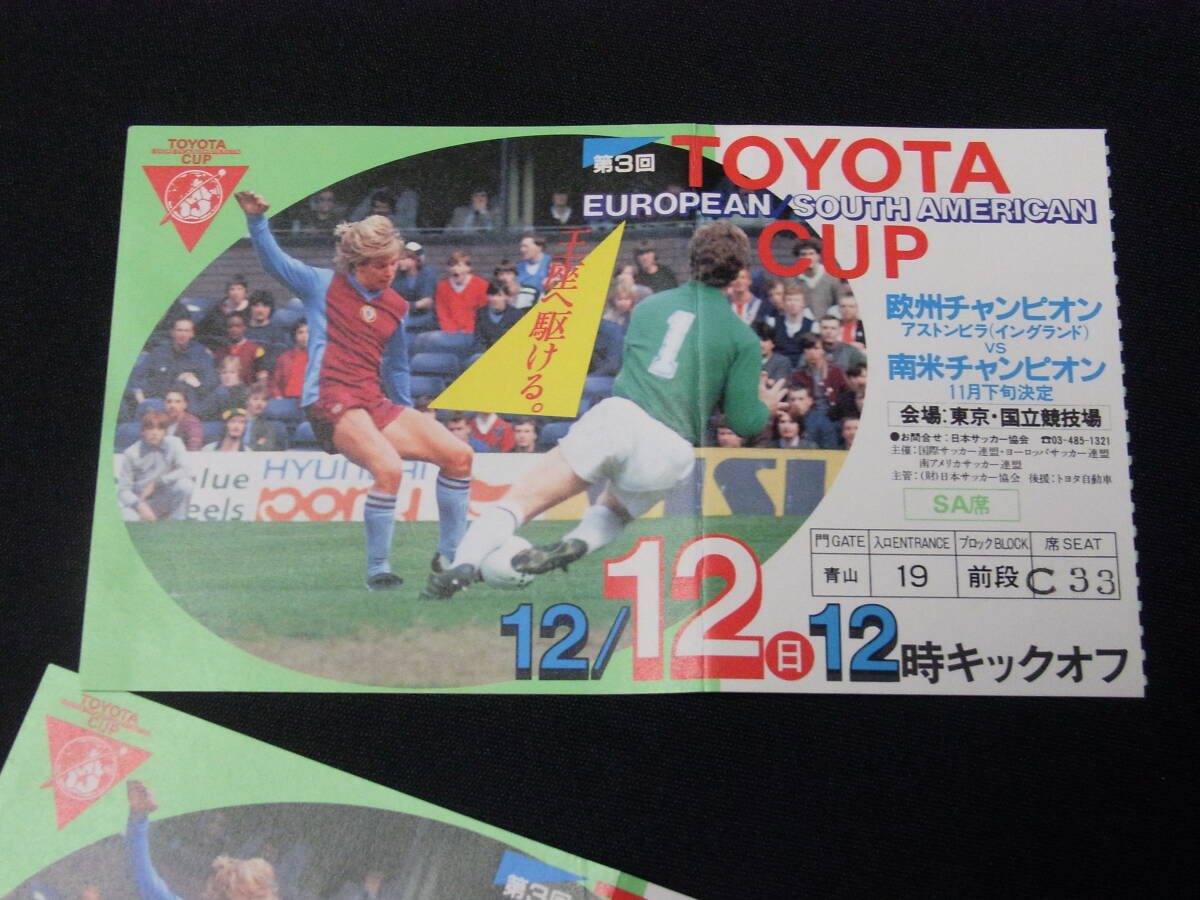 TOYOTA
CUP
第3回
TOYOTA
EUROPEAN/SOUTH AMERICAN
CUP
王座へ駆ける。
欧州チャンピオン
アストンビラ(イングランド)
VS
南米チャンピオン
11月下旬決定
会場:東京・国立競技場
●お問合せ:日本サッカー協会 ☎03-485-1321
主催:国際サッカー連盟・ヨーロッパサッカー連盟
南アメリカサッカー連盟
主管:(財)日本サッカー協会 後援:トヨタ自動車
SA席
門GATE 入口ENTRANCE ブロックBLOCK 席SEAT
青山 19 前段 C 33
1
HYUNDAI
pony
alue
eels
12/12(日)12時キックオフ
TOYOTA
CUP
第3回